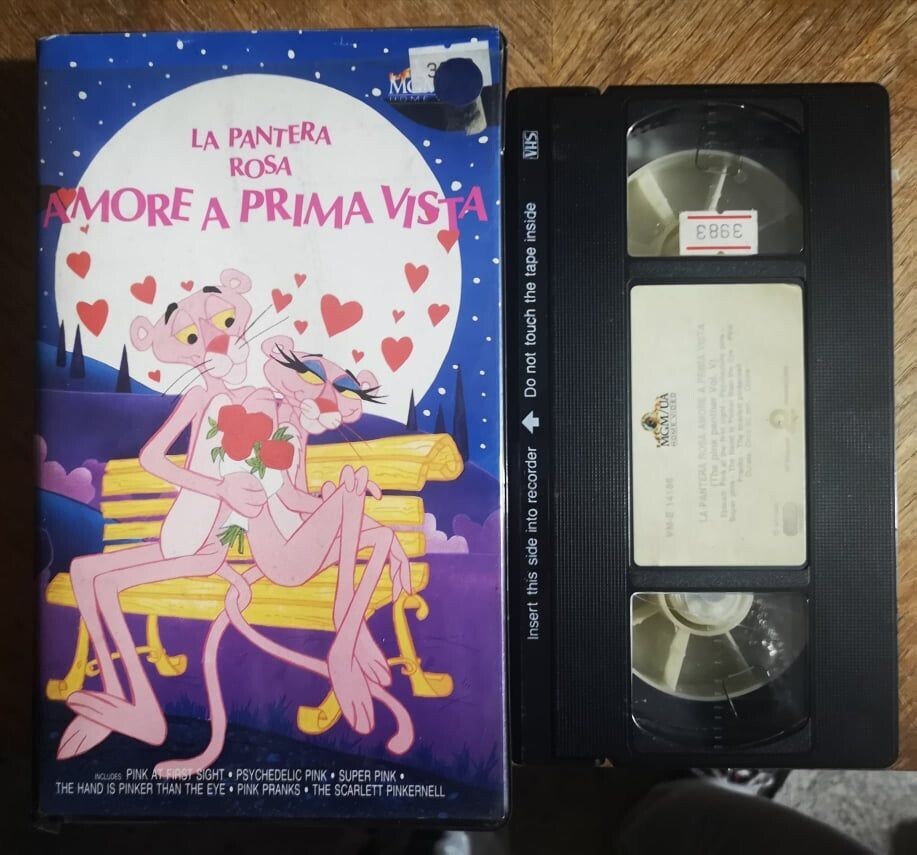 LA PANTERA
ROSA
AMORE A PRIMA VISTA
INCLUDES PINK AT FIRST SIGHT • PSYCHEDELIC PINK • SUPER PINK •
THE HAND IS PINKER THAN THE EYE • PINK PRANKS • THE SCARLETT PINKERNELL
VHS
Insert this side into recorder Do not touch the tape inside
3983
MGM/UA
HOME VIDEO
LA PANTERA ROSA AMORE A PRIMA VISTA